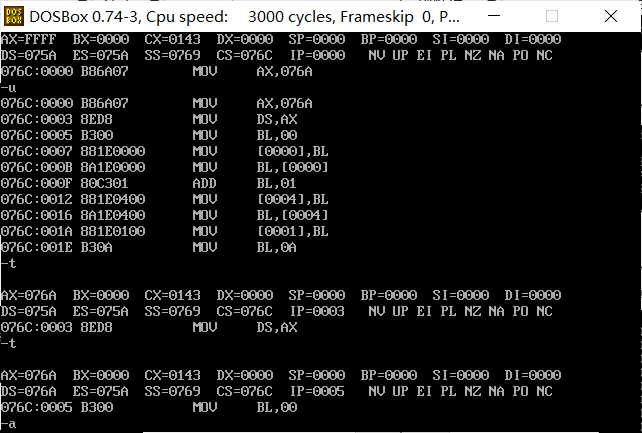 DOS
BOX
DOSBox 0.74-3, Cpu speed:    3000 cycles, Frameskip  0, P...
AX=FFFF  BX=0000  CX=0143  DX=0000  SP=0000  BP=0000  SI=0000  DI=0000
DS=075A  ES=075A  SS=0769  CS=076C  IP=0000   NV UP EI PL NZ NA PO NC
076C:0000 B86A07        MOV     AX,076A
-u
076C:0000 B86A07        MOV     AX,076A
076C:0003 8ED8          MOV     DS,AX
076C:0005 B300          MOV     BL,00
076C:0007 881E0000      MOV     [0000],BL
076C:000B 8A1E0000      MOV     BL,[0000]
076C:000F 80C301        ADD     BL,01
076C:0012 881E0400      MOV     [0004],BL
076C:0016 8A1E0400      MOV     BL,[0004]
076C:001A 881E0100      MOV     [0001],BL
076C:001E B30A          MOV     BL,0A
-t
AX=076A  BX=0000  CX=0143  DX=0000  SP=0000  BP=0000  SI=0000  DI=0000
DS=075A  ES=075A  SS=0769  CS=076C  IP=0003   NV UP EI PL NZ NA PO NC
076C:0003 8ED8          MOV     DS,AX
-t
AX=076A  BX=0000  CX=0143  DX=0000  SP=0000  BP=0000  SI=0000  DI=0000
DS=076A  ES=075A  SS=0769  CS=076C  IP=0005   NV UP EI PL NZ NA PO NC
076C:0005 B300          MOV     BL,00
-a